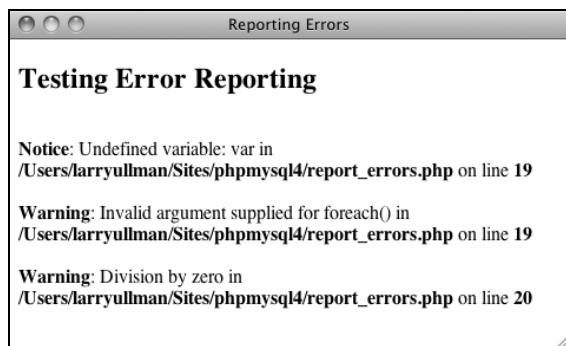 Reporting Errors
Testing Error Reporting
Notice: Undefined variable: var in
/Users/larryullman/Sites/phpmysql4/report_errors.php on line 19
Warning: Invalid argument supplied for foreach() in
/Users/larryullman/Sites/phpmysql4/report_errors.php on line 19
Warning: Division by zero in
/Users/larryullman/Sites/phpmysql4/report_errors.php on line 20